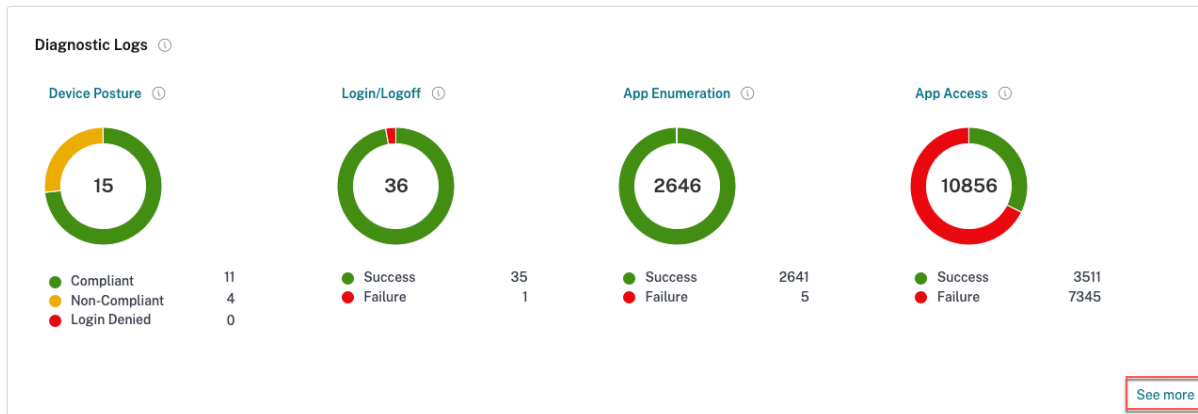 Diagnostic Logs
Device Posture
Login/Logoff
App Enumeration
App Access
15
36
2646
10856
Compliant 11
Non-Compliant 4
Login Denied 0
Success 35
Failure 1
Success 2641
Failure 5
Success 3511
Failure 7345
See more